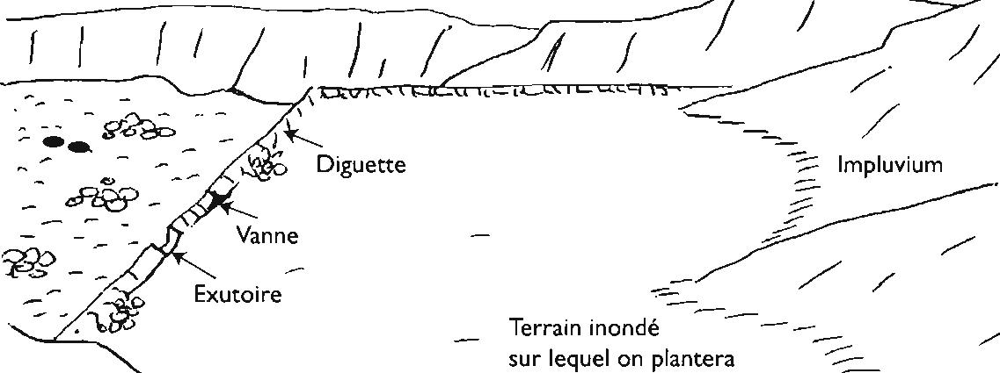 Diguette
Impluvium
Vanne
Exutoire
Terrain inondé
sur lequel on plantera